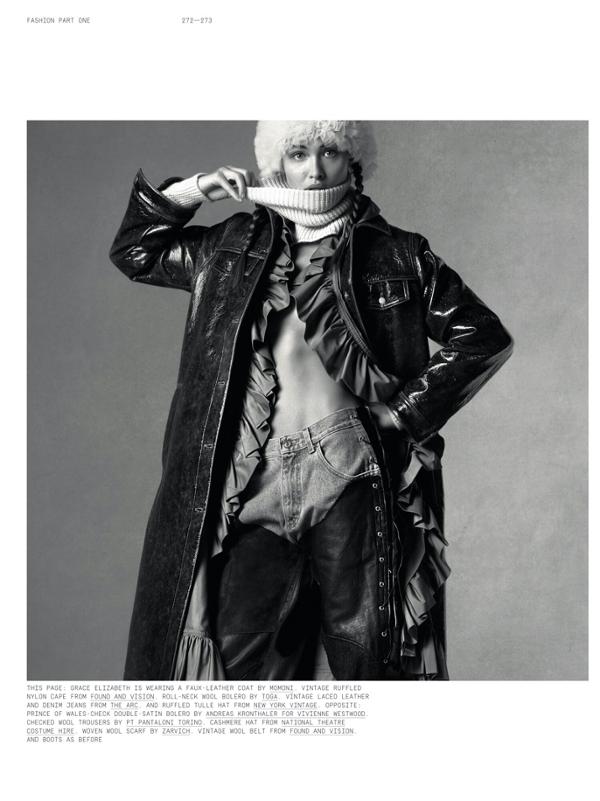 FASHION PART ONE
272—273
THIS PAGE: GRACE ELIZABETH IS WEARING A FAUX-LEATHER COAT BY MOMONI. VINTAGE RUFFLED
NYLON CAPE FROM FOUND AND VISION. ROLL-NECK WOOL BOLERO BY TOGA. VINTAGE LACED LEATHER
AND DENIM JEANS FROM THE ARC. AND RUFFLED TULLE HAT FROM NEW YORK VINTAGE. OPPOSITE:
PRINCE OF WALES-CHECK DOUBLE-SATIN BOLERO BY ANDREAS KRONTHALER FOR VIVIENNE WESTWOOD.
CHECKED WOOL TROUSERS BY PT PANTALONI TORINO. CASHMERE HAT FROM NATIONAL THEATRE
COSTUME HIRE. WOVEN WOOL SCARF BY ZARVICH. VINTAGE WOOL BELT FROM FOUND AND VISION.
AND BOOTS AS BEFORE